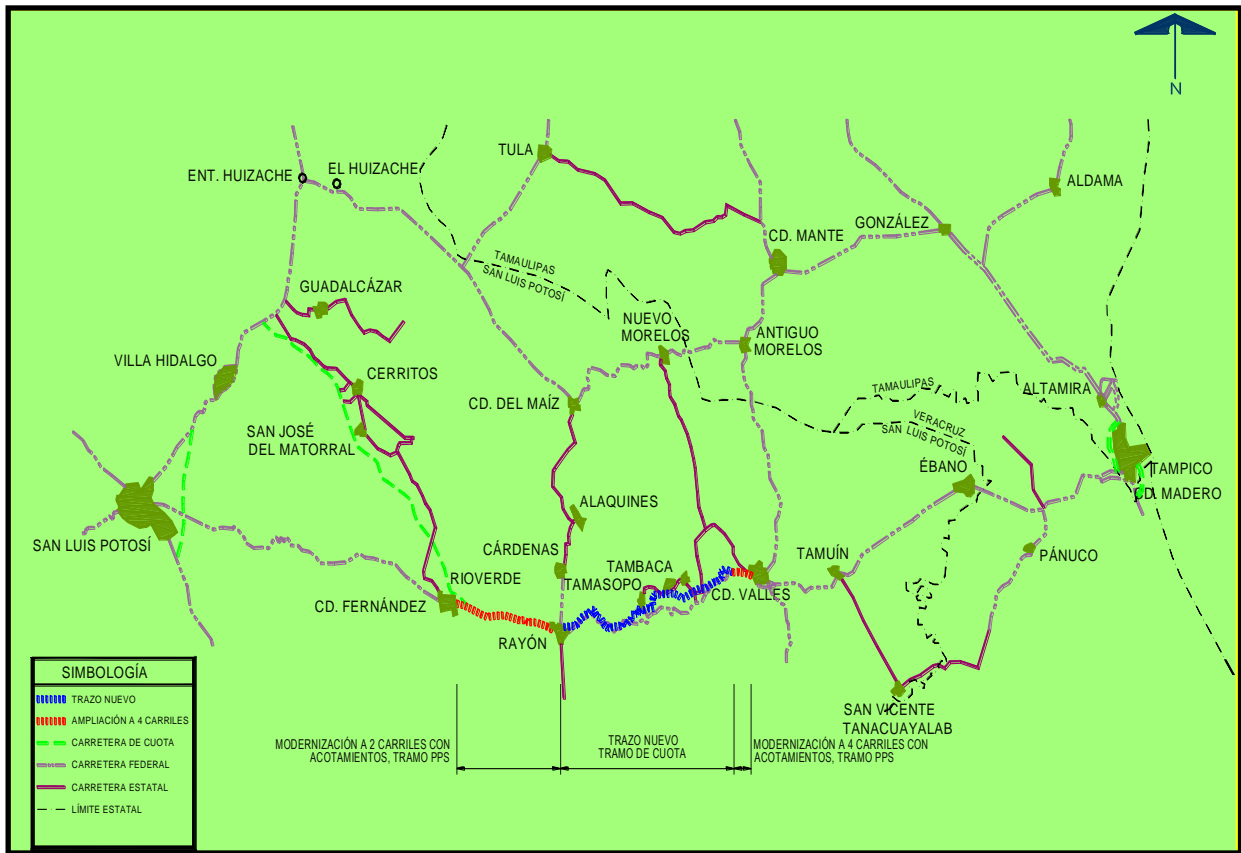 N
TULA
ENT. HUIZACHE
EL HUIZACHE
ALDAMA
GONZÁLEZ
CD. MANTE
TAMAULIPAS
SAN LUIS POTOSÍ
GUADALCÁZAR
NUEVO
MORELOS
ANTIGUO
MORELOS
VILLA HIDALGO
CERRITOS
CD. DEL MAÍZ
TAMAULIPAS
ALTAMIRA
VERACRUZ
SAN LUIS POTOSÍ
SAN JOSÉ
DEL MATORRAL
ÉBANO
TAMPICO
CD. MADERO
ALAQUINES
SAN LUIS POTOSÍ
CÁRDENAS
TAMUÍN
PÁNUCO
TAMBACA
TAMASOPO
RIOVERDE
CD. VALLES
CD. FERNÁNDEZ
RAYÓN
SAN VICENTE
TANACUAYALAB
MODERNIZACIÓN A 2 CARRILES CON
ACOTAMIENTOS, TRAMO PPS
TRAZO NUEVO
TRAMO DE CUOTA
MODERNIZACIÓN A 4 CARRILES CON
ACOTAMIENTOS, TRAMO PPS
SIMBOLOGÍA
TRAZO NUEVO
AMPLIACIÓN A 4 CARRILES
CARRETERA DE CUOTA
CARRETERA FEDERAL
CARRETERA ESTATAL
LÍMITE ESTATAL